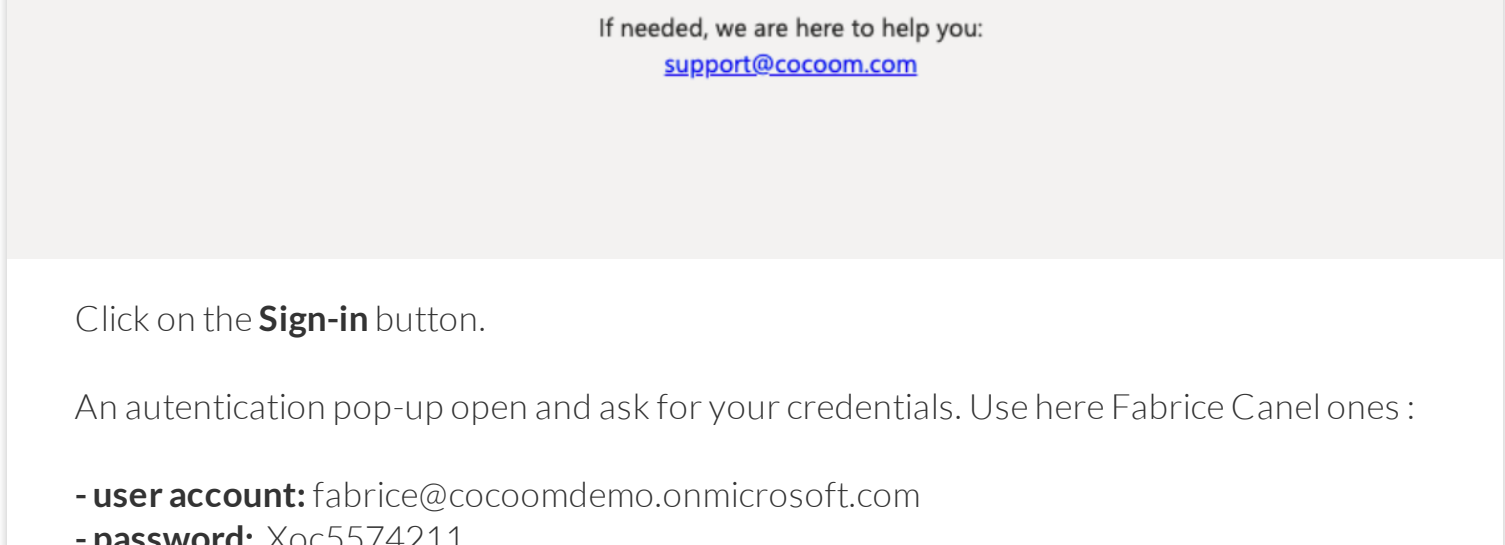 If needed, we are here to help you:
support@cocoom.com
Click on the Sign-in button.
An autentication pop-up open and ask for your credentials. Use here Fabrice Canel ones :
- user account: fabrice@cocoomdemo.onmicrosoft.com
- password: Xoc5574211